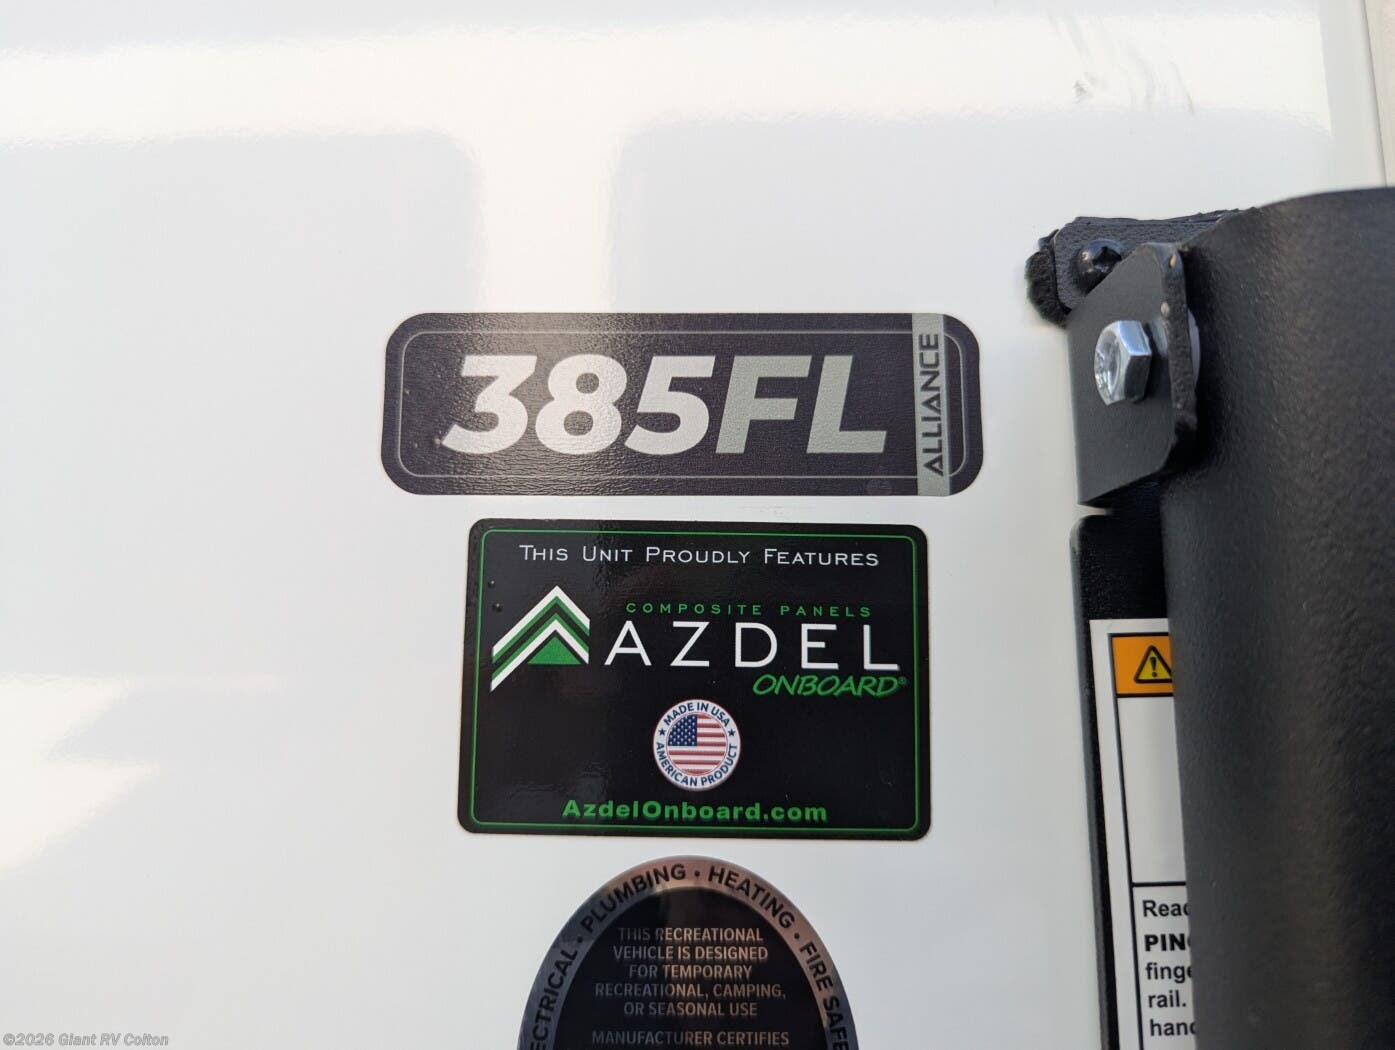 385FL
ALLIANCE
THIS UNIT PROUDLY FEATURES
COMPOSITE PANELS
AZDEL
ONBOARD®
MADE IN USA
AMERICAN PRODUCT
AzdelOnboard.com
PLUMBING • HEATING •
THIS RECREATIONAL
VEHICLE IS DESIGNED
FOR TEMPORARY
RECREATIONAL, CAMPING,
OR SEASONAL USE
MANUFACTURER CERTIFIES
rail.
©2026 Giant RV Colton